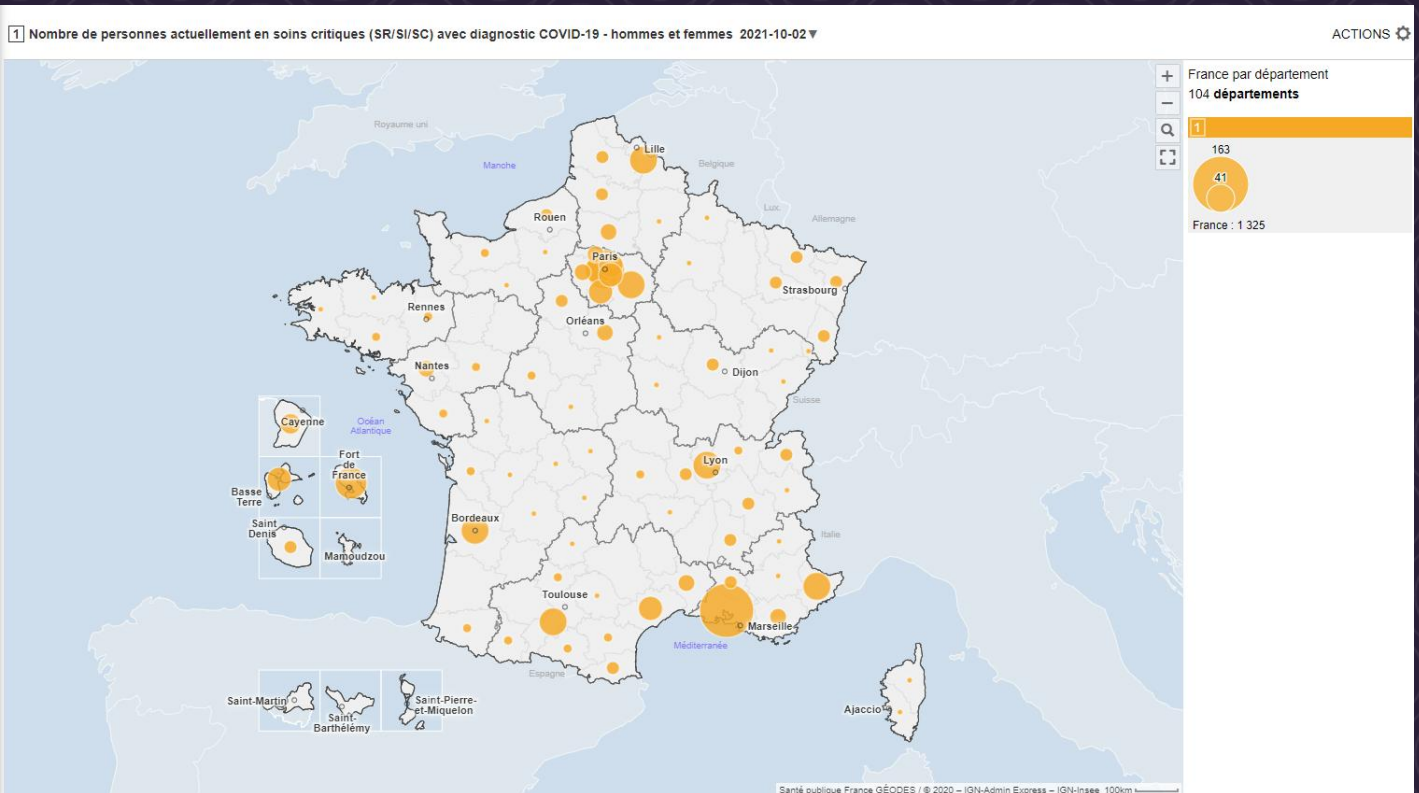 1 Nombre de personnes actuellement en soins critiques (SR/SI/SC) avec diagnostic COVID-19 - hommes et femmes 2021-10-02▼
ACTIONS
France par département
104 départements
1
163
41
France : 1 325
Royaume uni
Manche
Lille
Belgique
Lux.
Allemagne
Rouen
Paris
Strasbourg
Rennes
Orléans
Nantes
Dijon
Suisse
Cayenne
Océan
Atlantique
Fort
de
France
Basse
Terre
Lyon
Saint
Denis
Mamoudzou
Bordeaux
Italie
Toulouse
Marseille
Méditerranée
Espagne
Saint-Martin
Saint-
Barthélémy
Saint-Pierre-
et-Miquelon
Ajaccio
Santé publique France GÉODES / © 2020 – IGN-Admin Express – IGN-Insee 100km